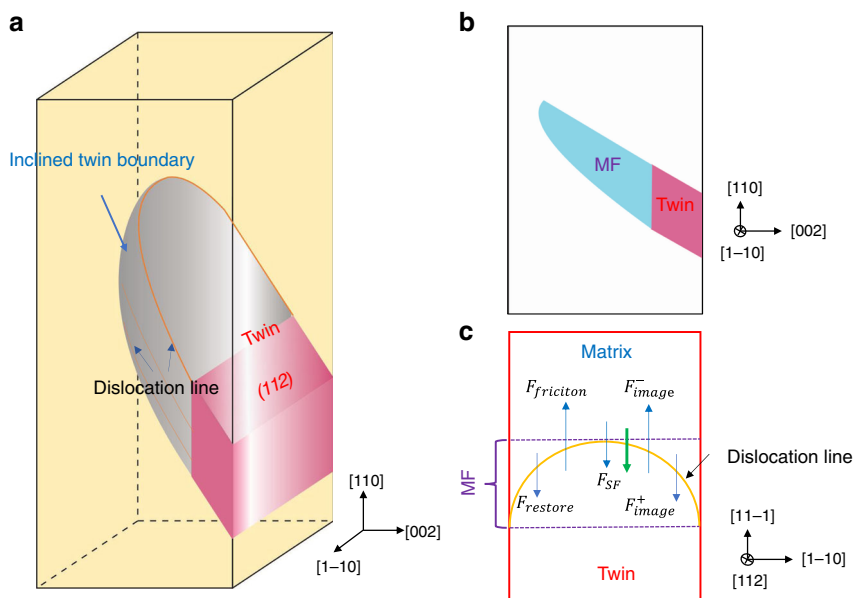 a
Inclined twin boundary
Dislocation line
Twin
(112)
[110]
[002]
[1–10]
b
MF
Twin
[110]
[002]
[1–10]
c
Matrix
F_friciton
F^-_image
Dislocation line
MF
F_SF
F_restore
F^+_image
Twin
[11–1]
[1–10]
[112]